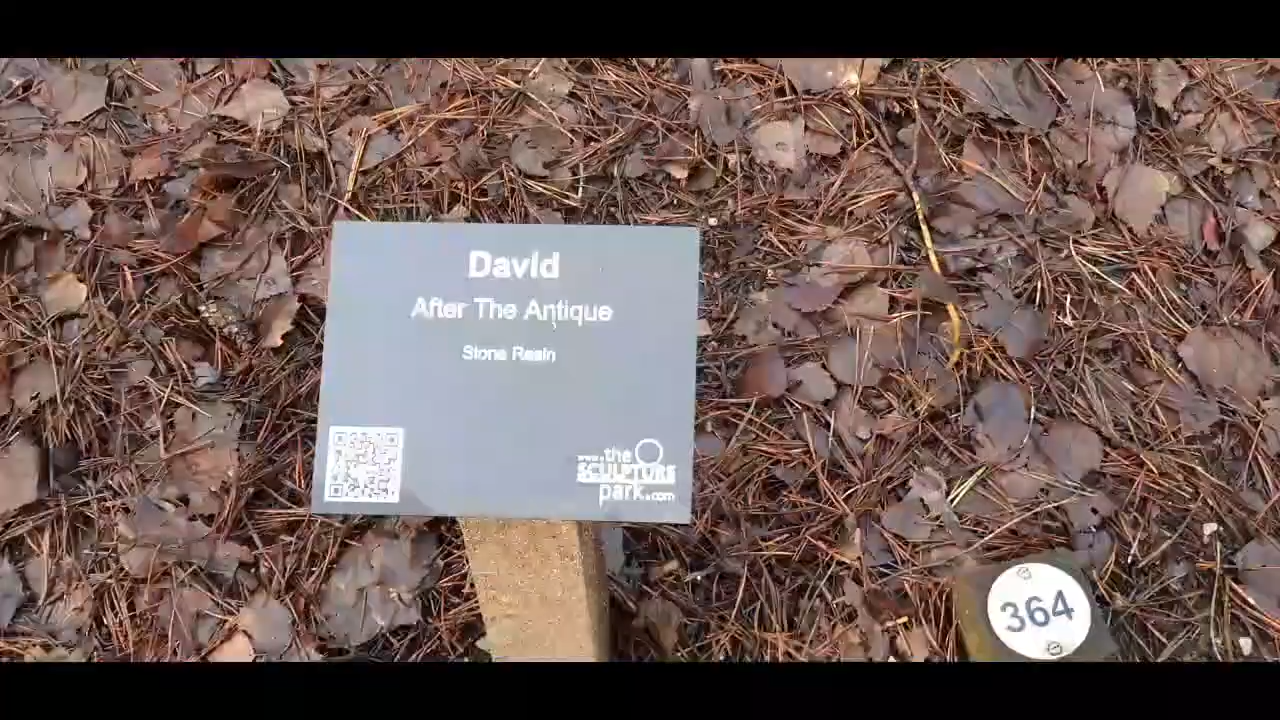 David
After The Antique
Stone Resin
www.the
SCULPTURE
park.com
364